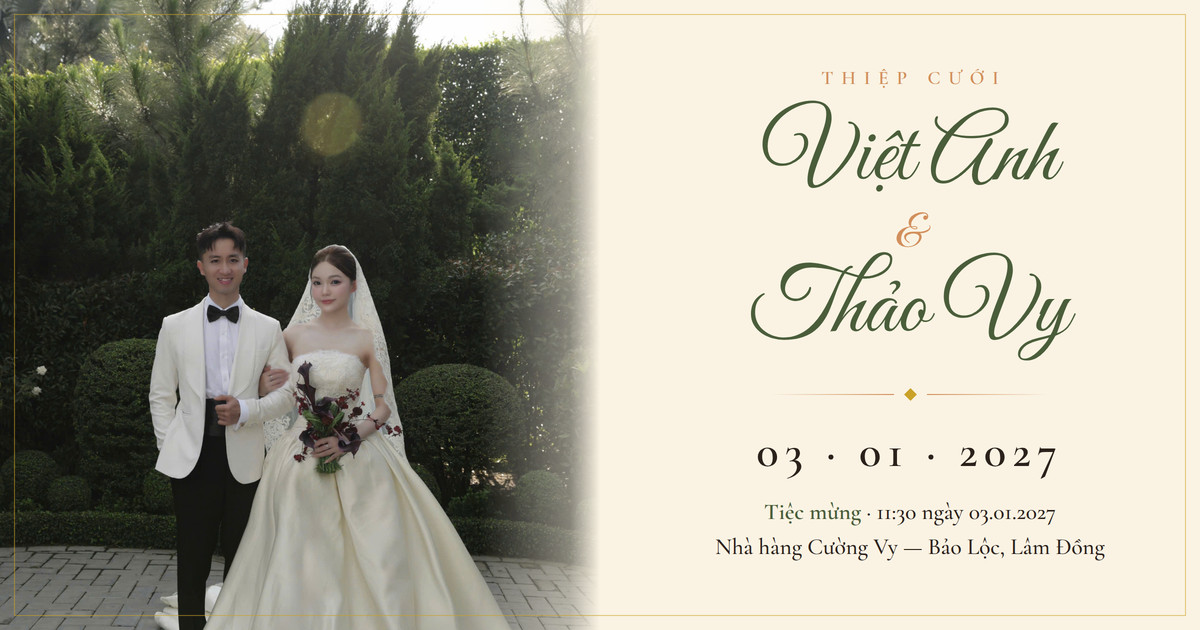 THIỆP CƯỚI
Việt Anh
&
Thảo Vy
03 · 01 · 2027
Tiệc mừng · 11:30 ngày 03.01.2027
Nhà hàng Cường Vy — Bảo Lộc, Lâm Đồng